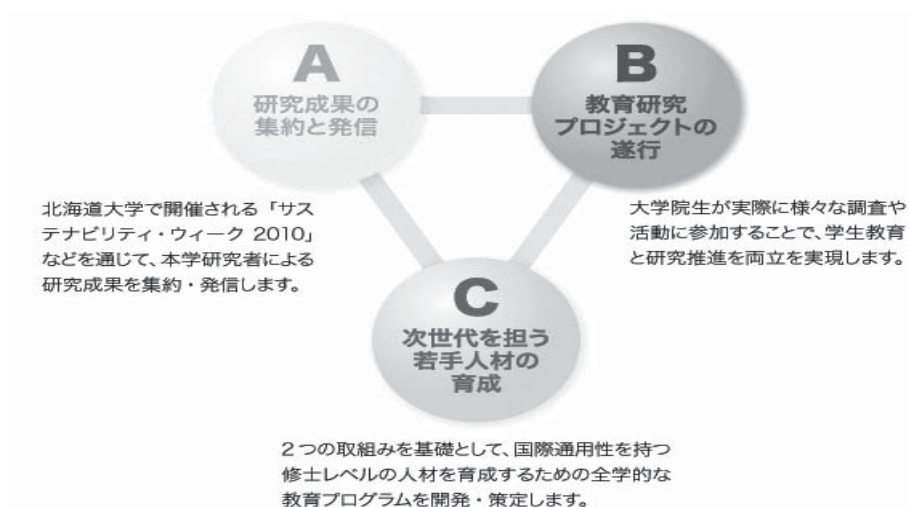 A
研究成果の
集約と発信
B
教育研究
プロジェクトの
遂行
北海道大学で開催される「サス
テナビリティ・ウィーク 2010」
などを通じて、本学研究者による
研究成果を集約・発信します。
大学院生が実際に様々な調査や
活動に参加することで、学生教育
と研究推進を両立を実現します。
C
次世代を担う
若手人材の
育成
2つの取組みを基礎として、国際通用性を持つ
修士レベルの人材を育成するための全学的な
教育プログラムを開発・策定します。